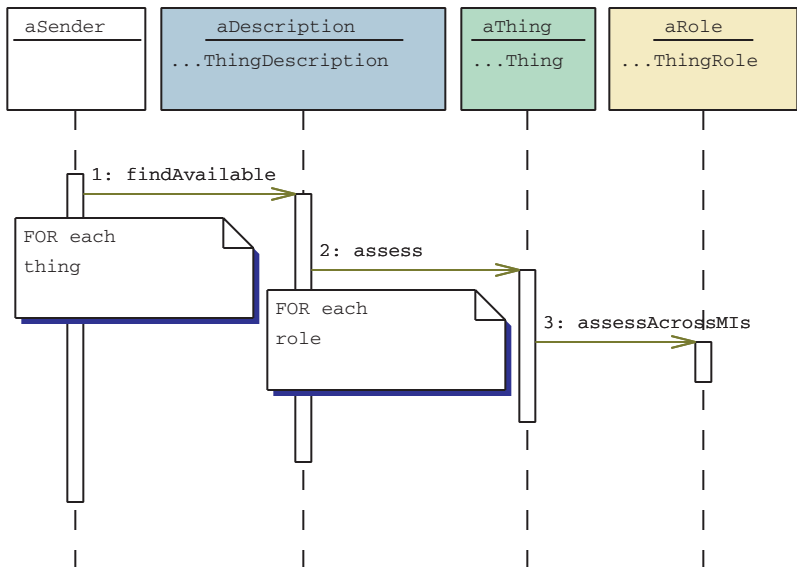 aSender
aDescription
...ThingDescription
aThing
...Thing
aRole
...ThingRole
1: findAvailable
FOR each
thing
2: assess
FOR each
role
3: assessAcrossMIs